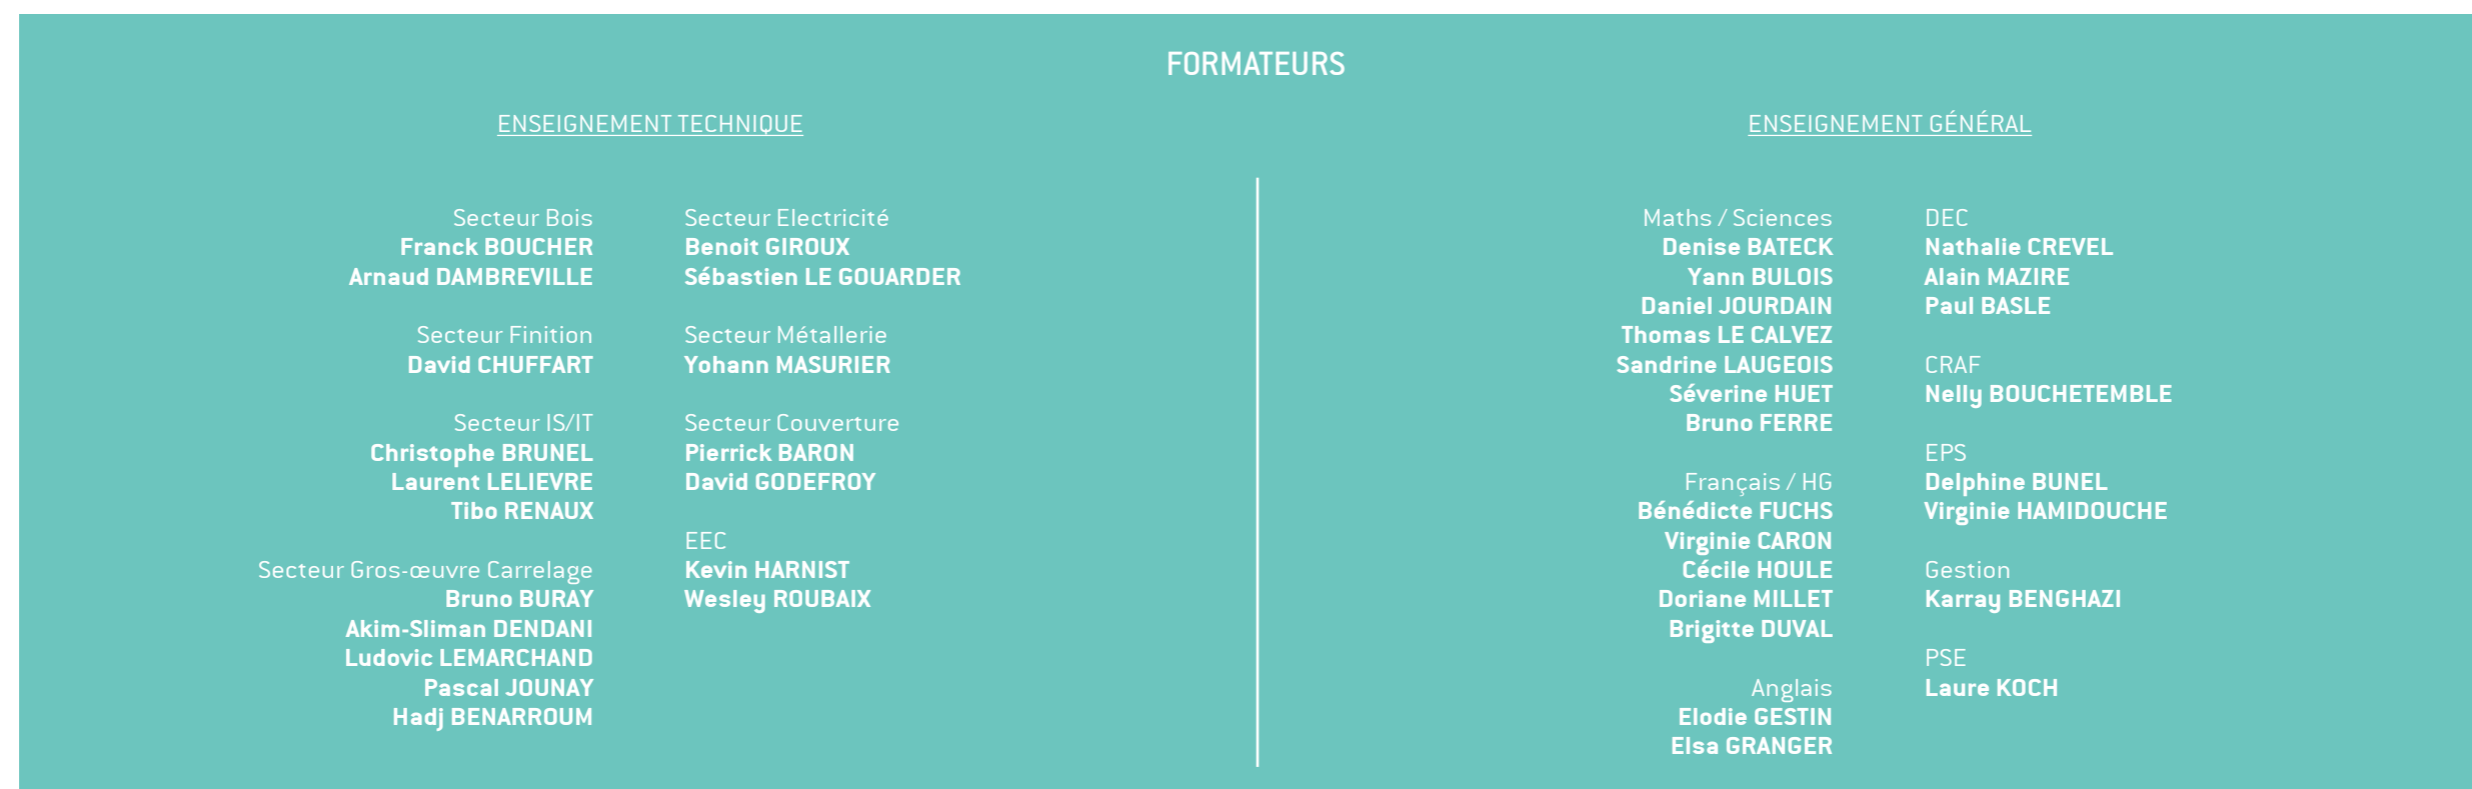 FORMATEURS
ENSEIGNEMENT TECHNIQUE
Secteur Bois
Franck BOUCHER
Arnaud DAMBREVILLE
Secteur Finition
David CHUFFART
Secteur IS/IT
Christophe BRUNEL
Laurent LELIEVRE
Tibo RENAUX
Secteur Gros-œuvre Carrelage
Bruno BURAY
Akim-Sliman DENDANI
Ludovic LEMARCHAND
Pascal JOUNAY
Hadj BENARROUM
Secteur Electricité
Benoit GIROUX
Sébastien LE GOUARDER
Secteur Métallerie
Yohann MASURIER
Secteur Couverture
Pierrick BARON
David GODEFROY
EEC
Kevin HARNIST
Wesley ROUBAIX
ENSEIGNEMENT GÉNÉRAL
Maths / Sciences
Denise BATECK
Yann BULOIS
Daniel JOURDAIN
Thomas LE CALVEZ
Sandrine LAUGEOIS
Séverine HUET
Bruno FERRE
Français / HG
Bénédicte FUCHS
Virginie CARON
Cécile HOULE
Doriane MILLET
Brigitte DUVAL
Anglais
Elodie GESTIN
Elsa GRANGER
DEC
Nathalie CREVEL
Alain MAZIRE
Paul BASLE
CRAF
Nelly BOUCHETEMBLE
EPS
Delphine BUNEL
Virginie HAMIDOUCHE
Gestion
Karray BENGHAZI
PSE
Laure KOCH